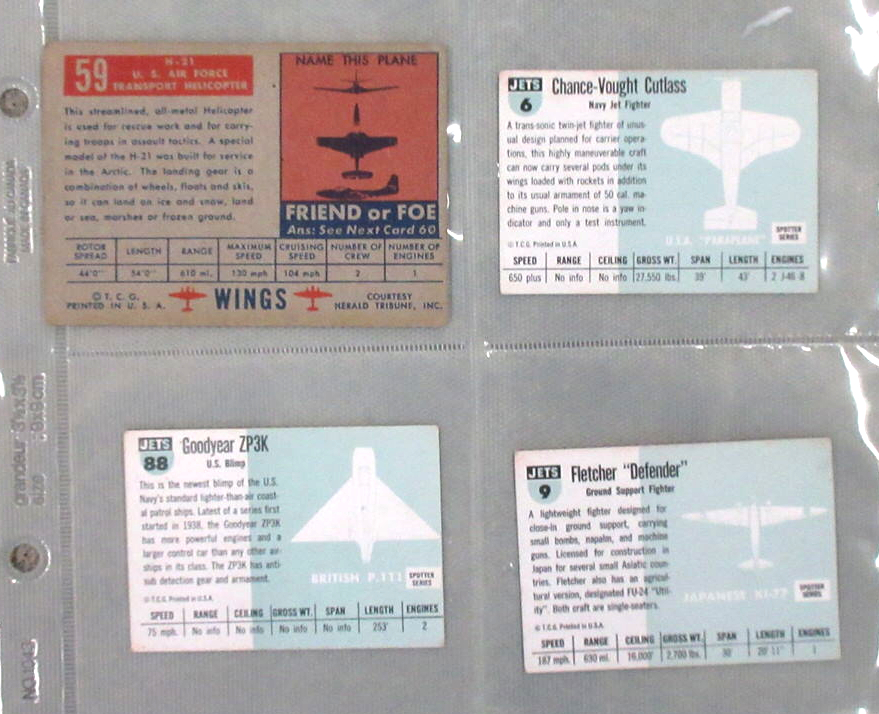 59
H-21
U. S. AIR FORCE
TRANSPORT HELICOPTER
This streamlined, all-metal Helicopter
is used for rescue work and for carry-
ing troops in assault tactics. A special
model of the H-21 was built for service
in the Arctic. The landing gear is a
combination of wheels, floats and skis,
so it can land on ice and snow, land
or sea, marshes or frozen ground.
NAME THIS PLANE
FRIEND or FOE
Ans: See Next Card 60
ROTOR SPREAD LENGTH RANGE MAXIMUM SPEED CRUISING SPEED NUMBER OF CREW NUMBER OF ENGINES
44'0" 54'0" 610 mi. 130 mph 104 mph 2 1
© T. C. G.
PRINTED IN U. S. A.
WINGS
COURTESY
HERALD TRIBUNE, INC.
JETS
6
Chance-Vought Cutlass
Navy Jet Fighter
A trans-sonic twin-jet fighter of unus-
ual design planned for carrier opera-
tions, this highly maneuverable craft
can now carry several pods under its
wings loaded with rockets in addition
to its usual armament of 50 cal. ma-
chine guns. Pole in nose is a yaw in-
dicator and only a test instrument.
© T.C.G. Printed in U.S.A.
U.S.A. "PARAPLANE"
SPOTTER
SERIES
SPEED RANGE CEILING GROSS WT. SPAN LENGTH ENGINES
650 plus No info No info 27,550 lbs. 39' 43' 2 J-46 8
JETS
88
Goodyear ZP3K
U.S. Blimp
This is the newest blimp of the U.S.
Navy's standard lighter-than-air coast-
al patrol ships. Latest of a series first
started in 1938, the Goodyear ZP3K
has more powerful engines and a
larger control car than any other air-
ships in its class. The ZP3K has anti-
sub detection gear and armament.
© T.C.G. Printed in U.S.A.
BRITISH P.111
SPOTTER
SERIES
SPEED RANGE CEILING GROSS WT. SPAN LENGTH ENGINES
75 mph. No info No info No info No info 253' 2
JETS
9
Fletcher "Defender"
Ground Support Fighter
A lightweight fighter designed for
close-in ground support, carrying
small bombs, napalm, and machine
guns. Licensed for construction in
Japan for several small Asiatic coun-
tries. Fletcher also has an agricul-
tural version, designated FU-24 "Util-
ity". Both craft are single-seaters.
© T.C.G. Printed in U.S.A.
JAPANESE KI-77
SPOTTER
SERIES
SPEED RANGE CEILING GROSS WT. SPAN LENGTH ENGINES
187 mph. 630 mi. 16,000' 2,700 lbs. 30' 20' 11" 1
grandeur : 3½x3½
size : 9x9cm
NO.1043